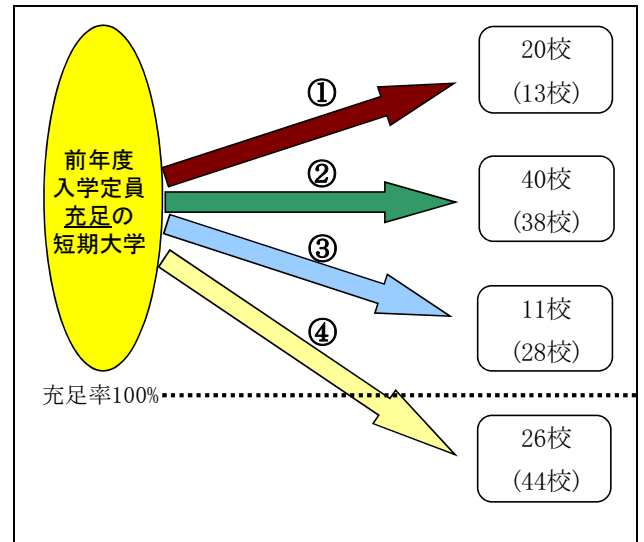 前年度
入学定員
充足の
短期大学
①
20校
(13校)
②
40校
(38校)
③
11校
(28校)
④
充足率100%
26校
(44校)